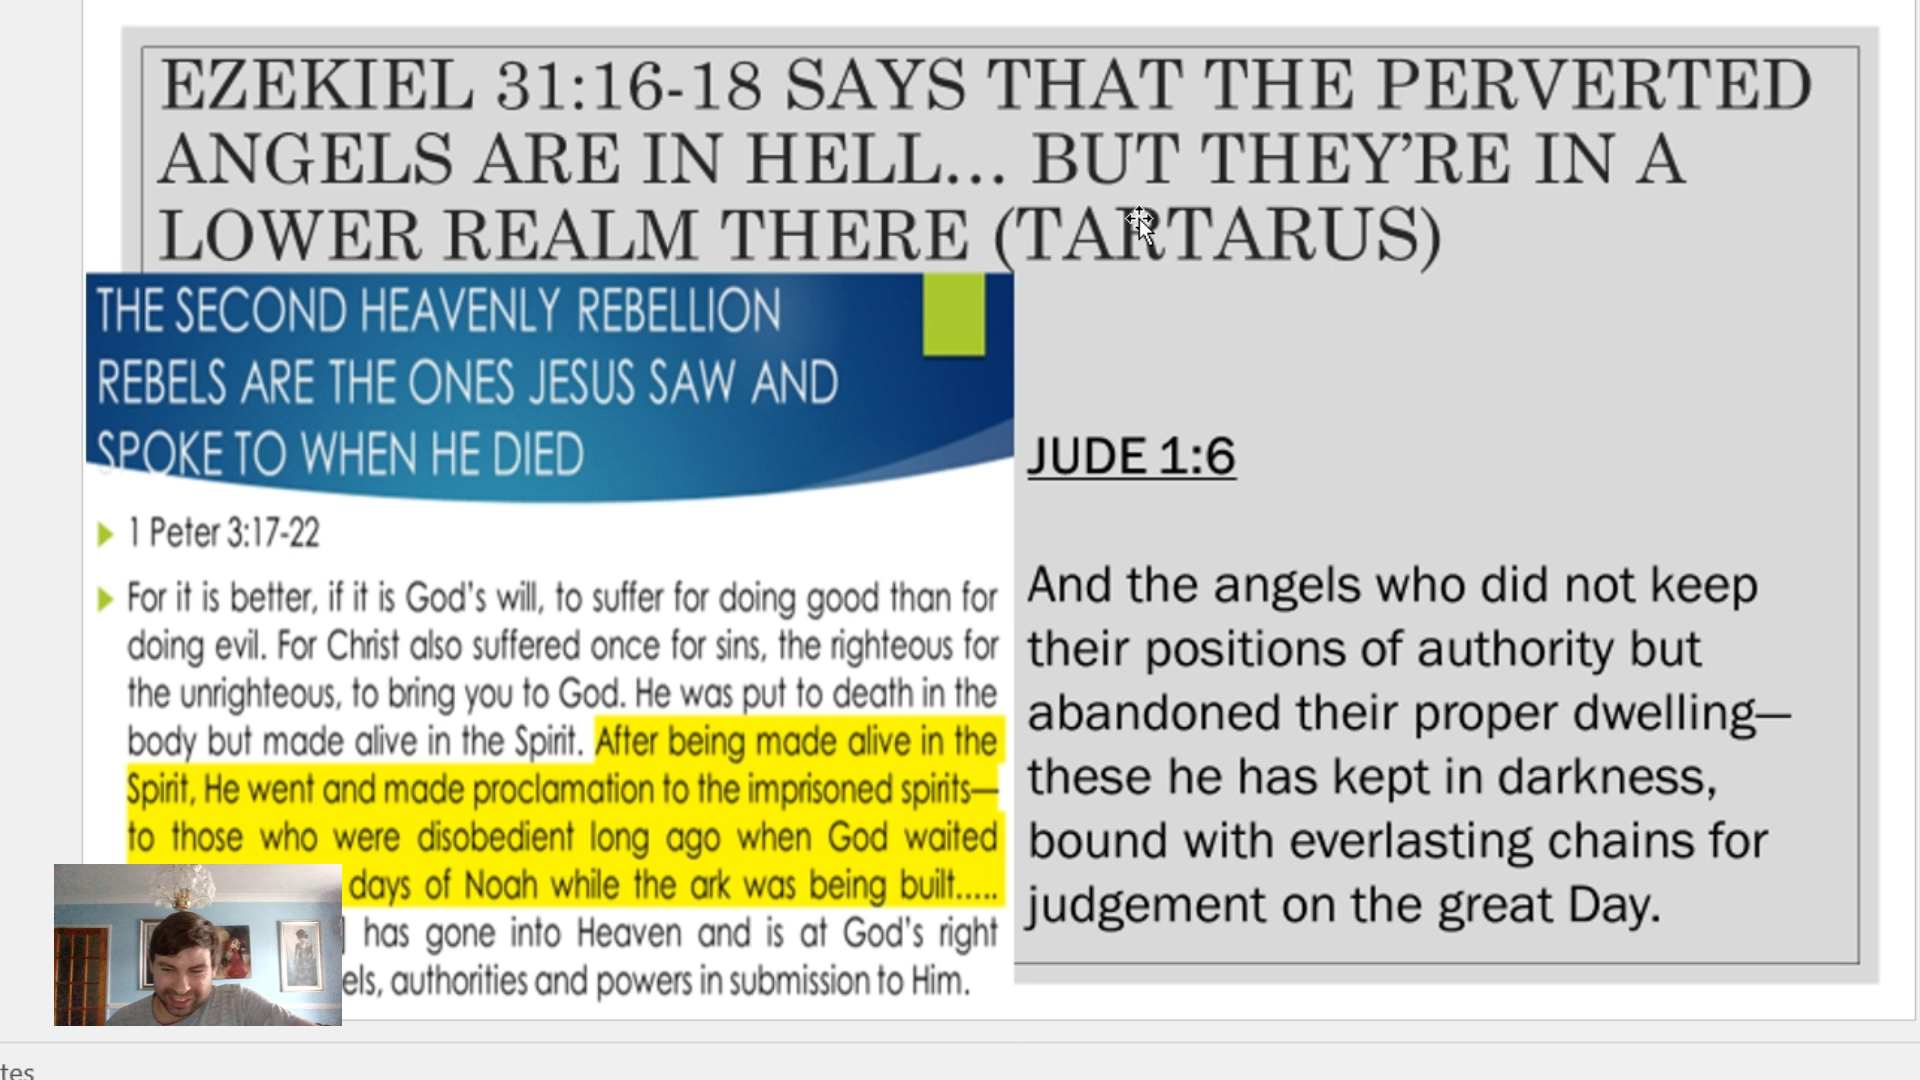 EZEKIEL 31:16-18 SAYS THAT THE PERVERTED
ANGELS ARE IN HELL… BUT THEY’RE IN A
LOWER REALM THERE (TARTARUS)
THE SECOND HEAVENLY REBELLION
REBELS ARE THE ONES JESUS SAW AND
SPOKE TO WHEN HE DIED
1 Peter 3:17-22
For it is better, if it is God’s will, to suffer for doing good than for
doing evil. For Christ also suffered once for sins, the righteous for
the unrighteous, to bring you to God. He was put to death in the
body but made alive in the Spirit. After being made alive in the
Spirit, He went and made proclamation to the imprisoned spirits—
to those who were disobedient long ago when God waited
days of Noah while the ark was being built.....
] has gone into Heaven and is at God’s right
els, authorities and powers in submission to Him.
JUDE 1:6
And the angels who did not keep
their positions of authority but
abandoned their proper dwelling—
these he has kept in darkness,
bound with everlasting chains for
judgement on the great Day.
tes